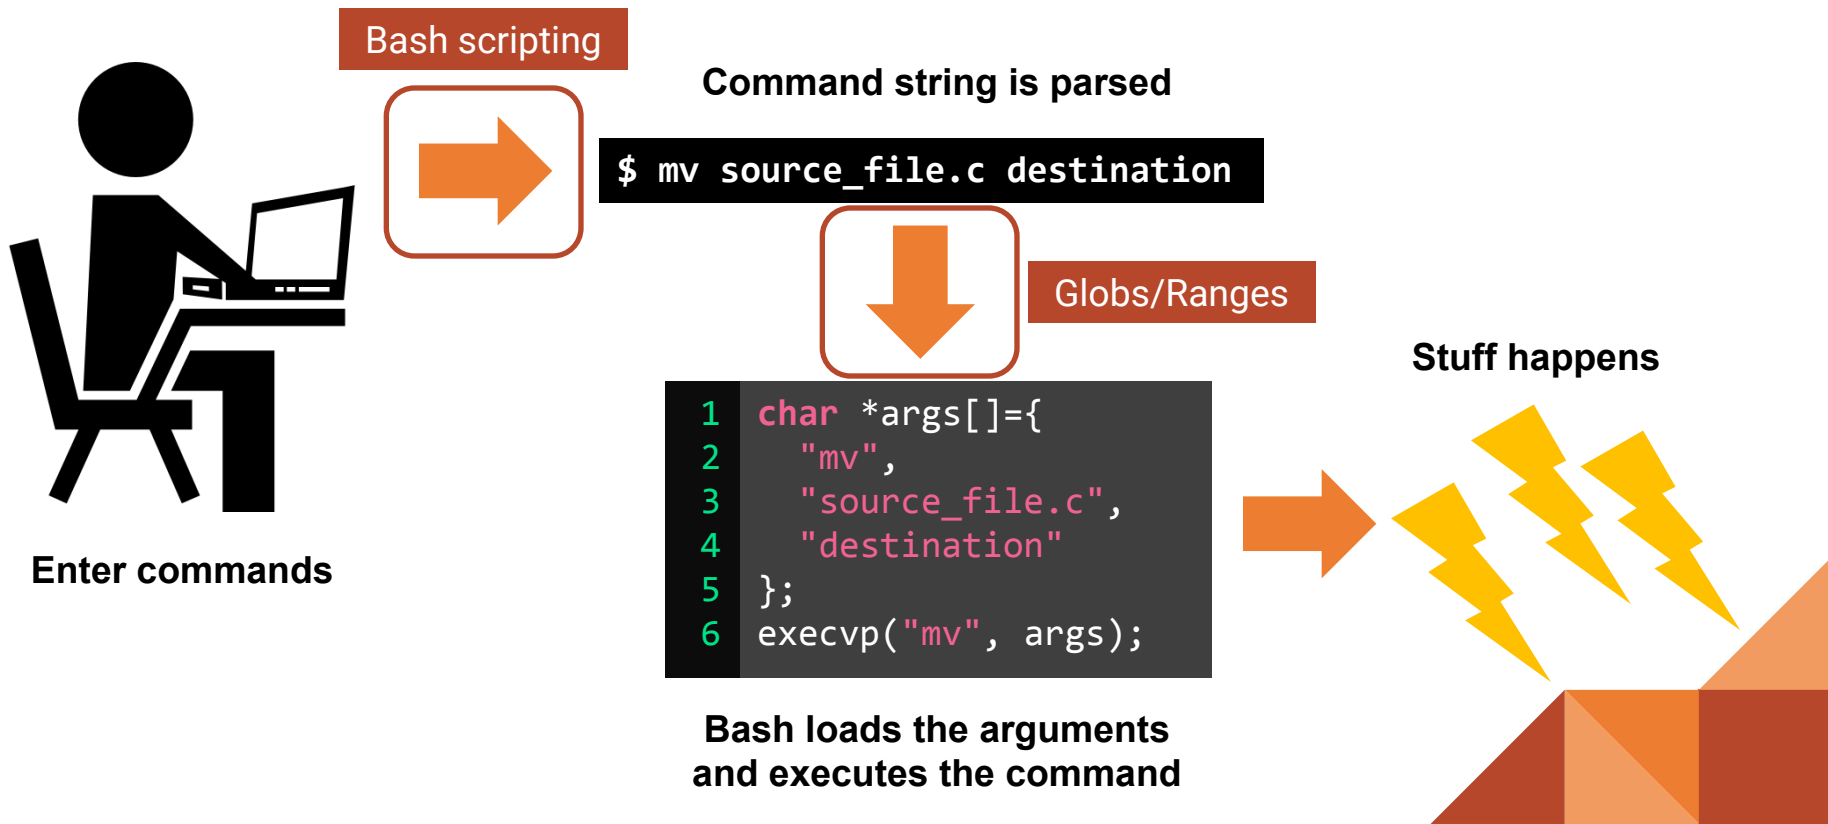 Bash scripting
Command string is parsed
$ mv source_file.c destination
Globs/Ranges
Stuff happens
1 char *args[]={
2 "mv",
3 "source_file.c",
4 "destination"
5 };
6 execvp("mv", args);
Enter commands
Bash loads the arguments
and executes the command